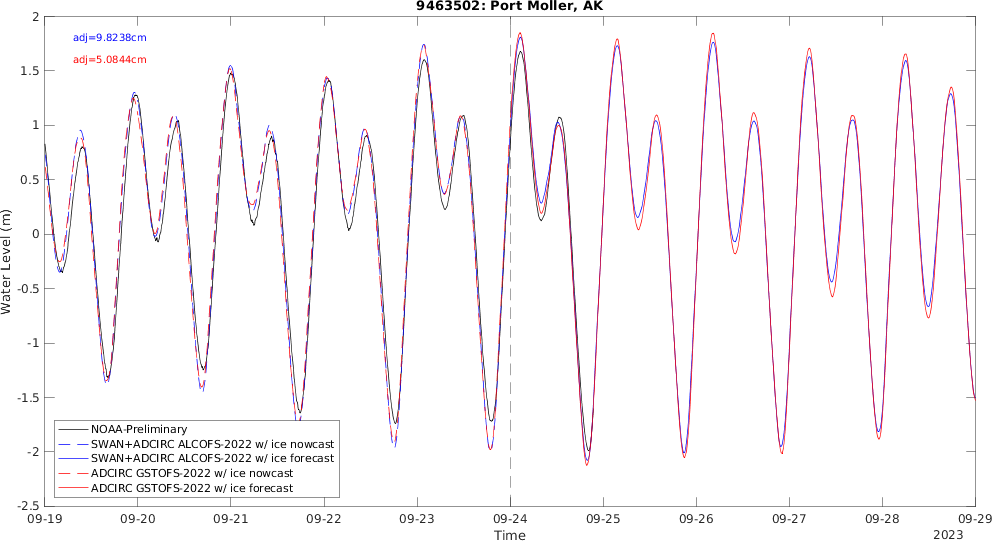 9463502: Port Moller, AK
adj=9.8238cm
adj=5.0844cm
Water Level (m)
2
1.5
1
0.5
0
-0.5
-1
-1.5
-2
-2.5
NOAA-Preliminary
SWAN+ADCIRC ALCOFS-2022 w/ ice nowcast
SWAN+ADCIRC ALCOFS-2022 w/ ice forecast
ADCIRC GSTOFS-2022 w/ ice nowcast
ADCIRC GSTOFS-2022 w/ ice forecast
09-19 09-20 09-21 09-22 09-23 09-24 09-25 09-26 09-27 09-28 09-29
Time
2023